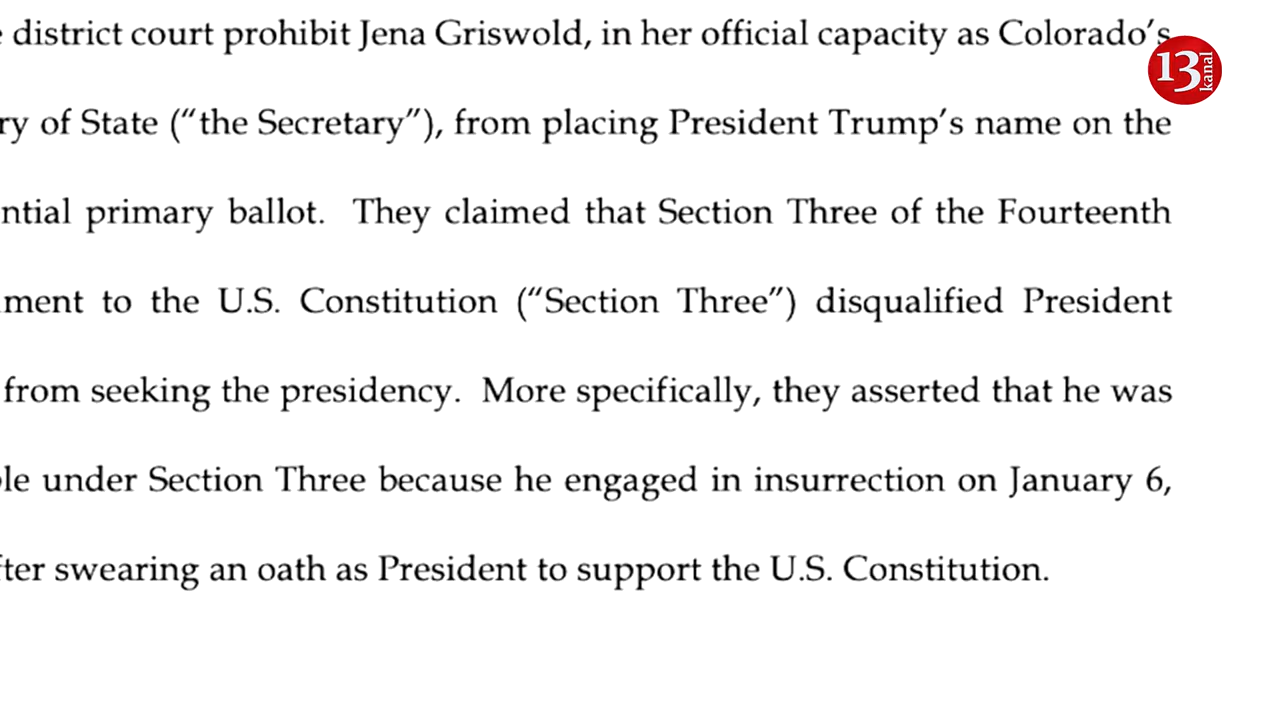 district court prohibit Jena Griswold, in her official capacity as Colorado’s
ry of State (“the Secretary”), from placing President Trump’s name on the
ntial primary ballot. They claimed that Section Three of the Fourteenth
ment to the U.S. Constitution (“Section Three”) disqualified President
from seeking the presidency. More specifically, they asserted that he was
le under Section Three because he engaged in insurrection on January 6,
ter swearing an oath as President to support the U.S. Constitution.
13
kanal